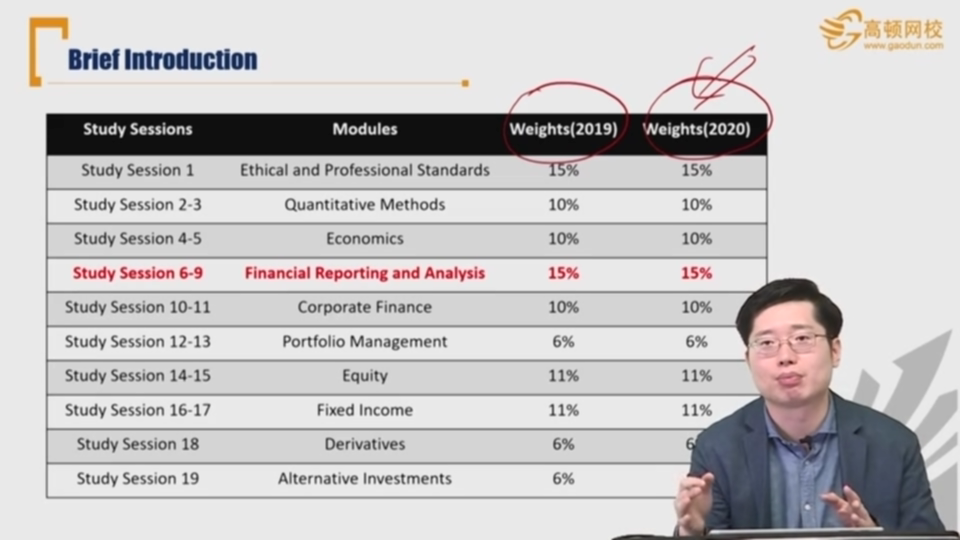 Brief Introduction
高顿网校
www.gaodun.com
Study Sessions Modules Weights(2019) Weights(2020)
Study Session 1 Ethical and Professional Standards 15% 15%
Study Session 2-3 Quantitative Methods 10% 10%
Study Session 4-5 Economics 10% 10%
Study Session 6-9 Financial Reporting and Analysis 15% 15%
Study Session 10-11 Corporate Finance 10% 10%
Study Session 12-13 Portfolio Management 6% 6%
Study Session 14-15 Equity 11% 11%
Study Session 16-17 Fixed Income 11% 11%
Study Session 18 Derivatives 6% 6
Study Session 19 Alternative Investments 6%